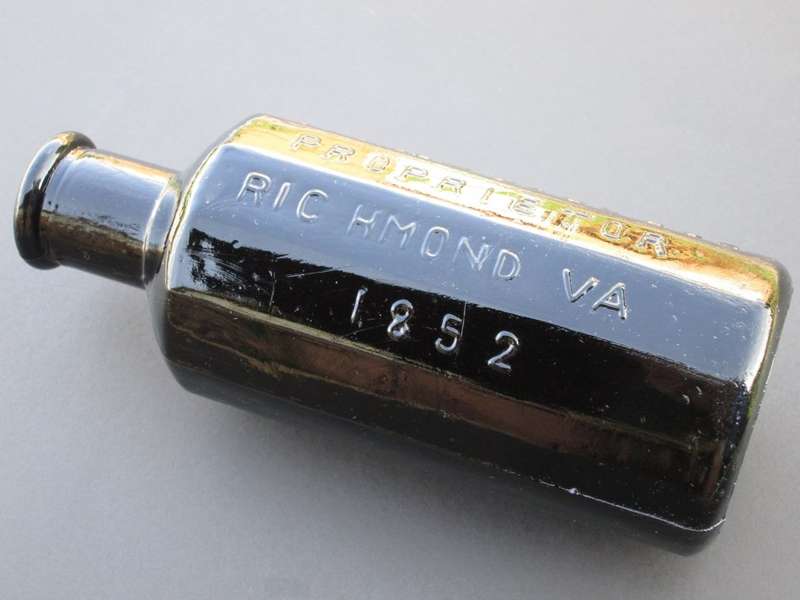 PROPRIETOR
RICHMOND VA
1852